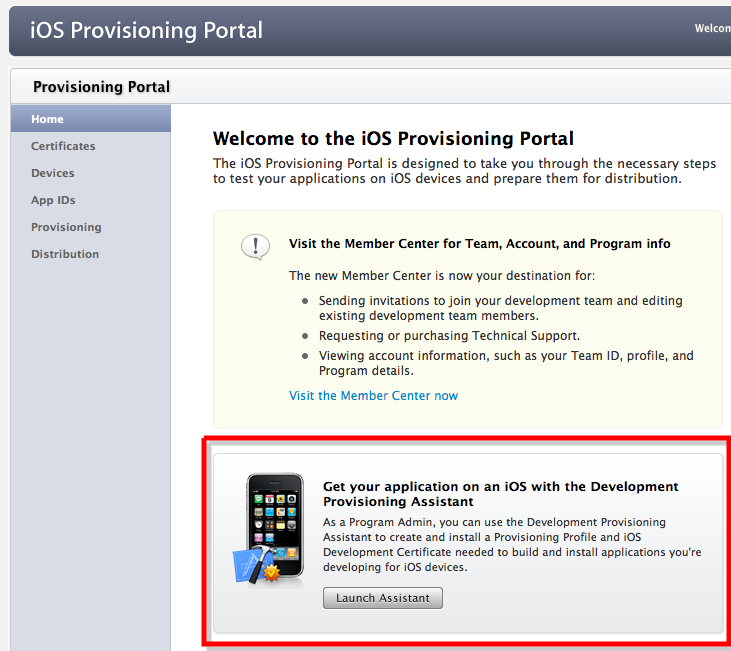 iOS Provisioning Portal
Provisioning Portal
Home
Certificates
Devices
App IDs
Provisioning
Distribution
Welcome to the iOS Provisioning Portal
The iOS Provisioning Portal is designed to take you through the necessary steps
to test your applications on iOS devices and prepare them for distribution.
Visit the Member Center for Team, Account, and Program info
The new Member Center is now your destination for:
Sending invitations to join your development team and editing
existing development team members.
Requesting or purchasing Technical Support.
Viewing account information, such as your Team ID, profile, and
Program details.
Visit the Member Center now
Get your application on an iOS with the Development
Provisioning Assistant
As a Program Admin, you can use the Development Provisioning
Assistant to create and install a Provisioning Profile and iOS
Development Certificate needed to build and install applications you're
developing for iOS devices.
Launch Assistant